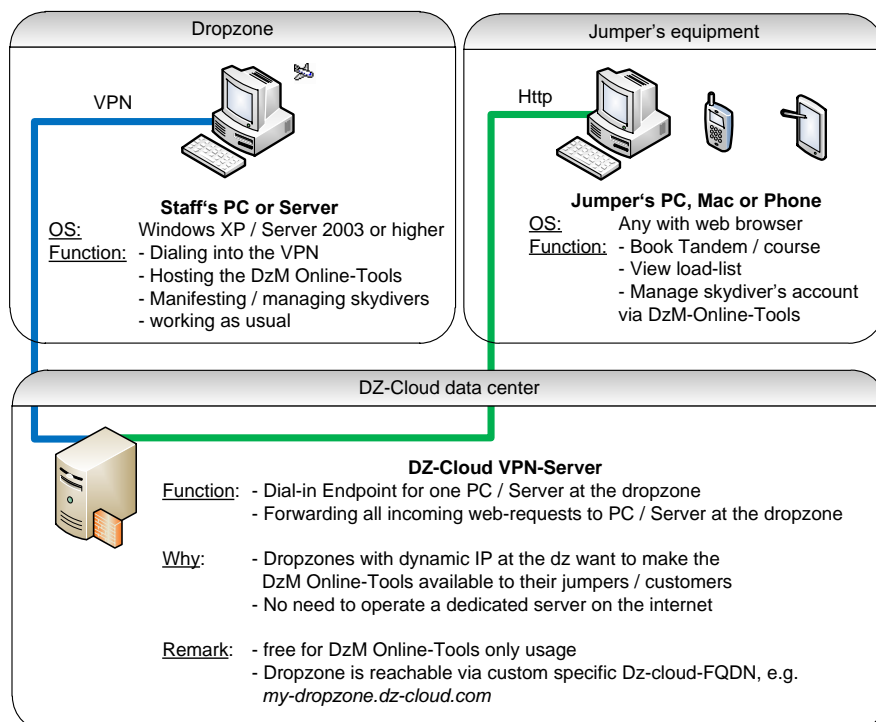 Dropzone
VPN
Staff‘s PC or Server
OS: Windows XP / Server 2003 or higher
Function: - Dialing into the VPN
- Hosting the DzM Online-Tools
- Manifesting / managing skydivers
- working as usual
Jumper’s equipment
Http
Jumper's PC, Mac or Phone
OS: Any with web browser
Function: - Book Tandem / course
- View load-list
- Manage skydiver’s account
via DzM-Online-Tools
DZ-Cloud data center
DZ-Cloud VPN-Server
Function: - Dial-in Endpoint for one PC / Server at the dropzone
- Forwarding all incoming web-requests to PC / Server at the dropzone
Why: - Dropzones with dynamic IP at the dz want to make the
DzM Online-Tools available to their jumpers / customers
- No need to operate a dedicated server on the internet
Remark: - free for DzM Online-Tools only usage
- Dropzone is reachable via custom specific Dz-cloud-FQDN, e.g.
my-dropzone.dz-cloud.com